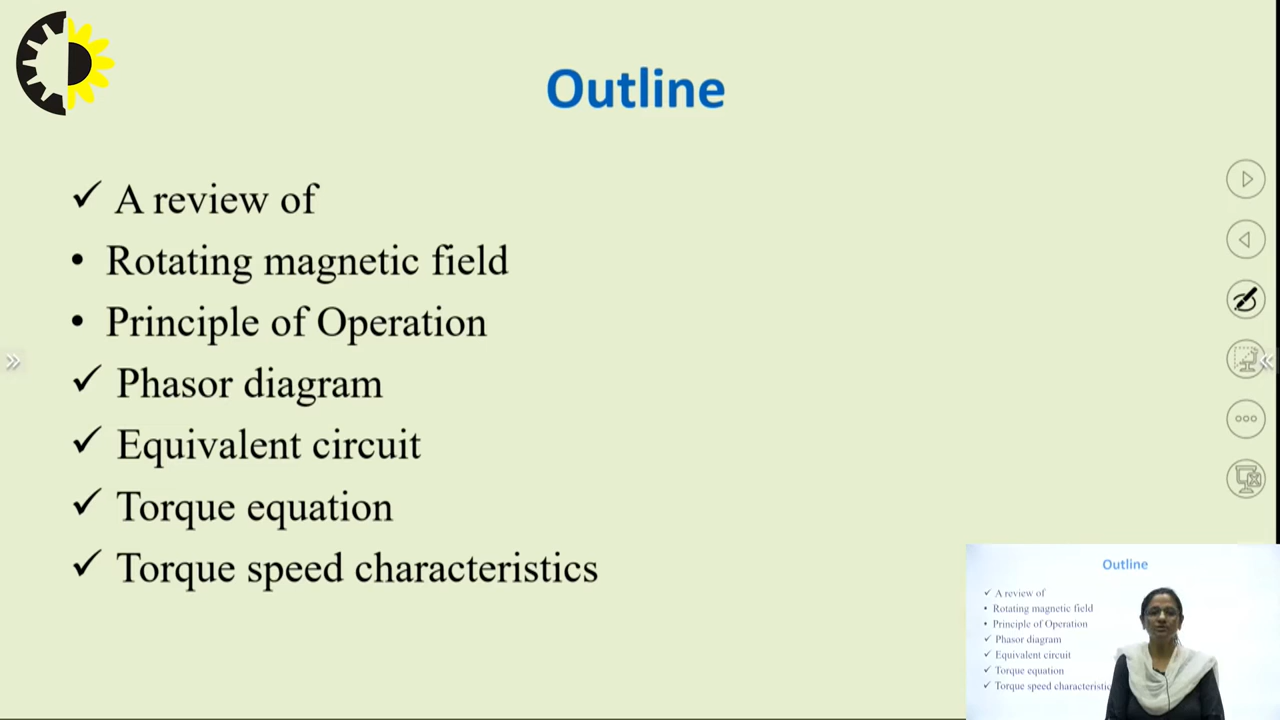 Outline
✓ A review of
• Rotating magnetic field
• Principle of Operation
✓ Phasor diagram
✓ Equivalent circuit
✓ Torque equation
✓ Torque speed characteristics
Outline
✓ A review of
• Rotating magnetic field
• Principle of Operation
✓ Phasor diagram
✓ Equivalent circuit
✓ Torque equation
✓ Torque speed characteristic